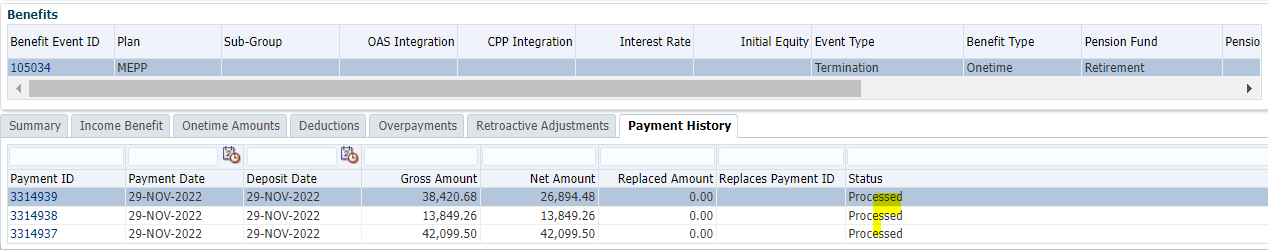 Benefits
Benefit Event ID Plan Sub-Group OAS Integration CPP Integration Interest Rate Initial Equity Event Type Benefit Type Pension Fund Pensio
105034 MEPP Termination Onetime Retirement
Summary Income Benefit Onetime Amounts Deductions Overpayments Retroactive Adjustments Payment History
Payment ID Payment Date Deposit Date Gross Amount Net Amount Replaced Amount Replaces Payment ID Status
3314939 29-NOV-2022 29-NOV-2022 38,420.68 26,894.48 0.00 Processed
3314938 29-NOV-2022 29-NOV-2022 13,849.26 13,849.26 0.00 Processed
3314937 29-NOV-2022 29-NOV-2022 42,099.50 42,099.50 0.00 Processed